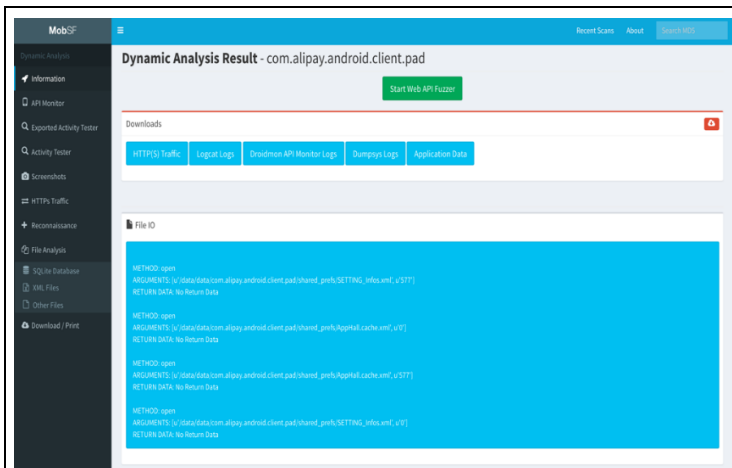 MobSF
Recent Scans About Search MD5
Dynamic Analysis
Information
API Monitor
Exported Activity Tester
Activity Tester
Screenshots
HTTPs Traffic
Reconnaissance
File Analysis
SQLite Database
XML Files
Other Files
Download / Print
Dynamic Analysis Result - com.alipay.android.client.pad
Start Web API Fuzzer
Downloads
HTTP(S) Traffic Logcat Logs Droidmon API Monitor Logs Dumpsys Logs Application Data
File IO
METHOD: open
ARGUMENTS: [u'/data/data/com.alipay.android.client.pad/shared_prefs/SETTING_Infos.xml', u'577']
RETURN DATA: No Return Data
METHOD: open
ARGUMENTS: [u'/data/data/com.alipay.android.client.pad/shared_prefs/AppHall.cache.xml', u'0']
RETURN DATA: No Return Data
METHOD: open
ARGUMENTS: [u'/data/data/com.alipay.android.client.pad/shared_prefs/AppHall.cache.xml', u'577']
RETURN DATA: No Return Data
METHOD: open
ARGUMENTS: [u'/data/data/com.alipay.android.client.pad/shared_prefs/SETTING_Infos.xml', u'0']
RETURN DATA: No Return Data